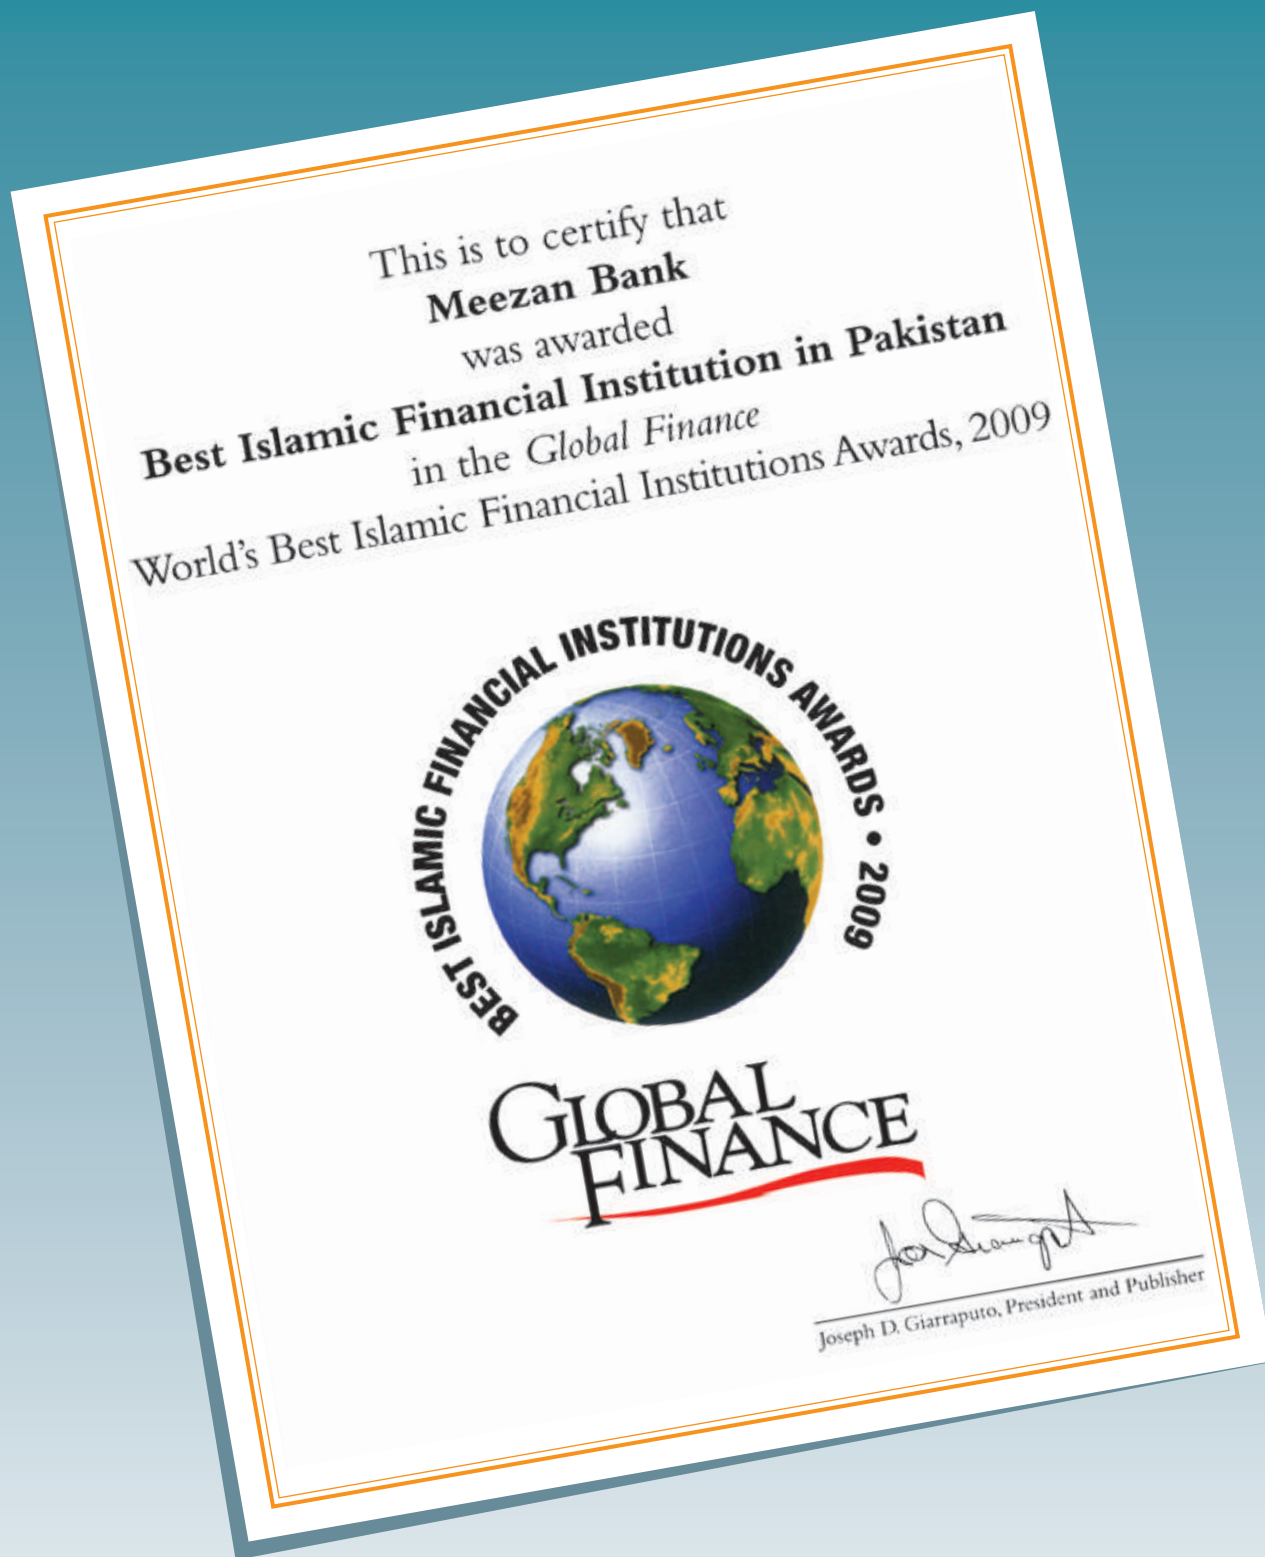 This is to certify that
Meezan Bank
was awarded
Best Islamic Financial Institution in Pakistan
in the Global Finance
World's Best Islamic Financial Institutions Awards, 2009
BEST ISLAMIC FINANCIAL INSTITUTIONS AWARDS • 2009
GLOBAL
FINANCE
Joseph D. Giarraputo, President and Publisher